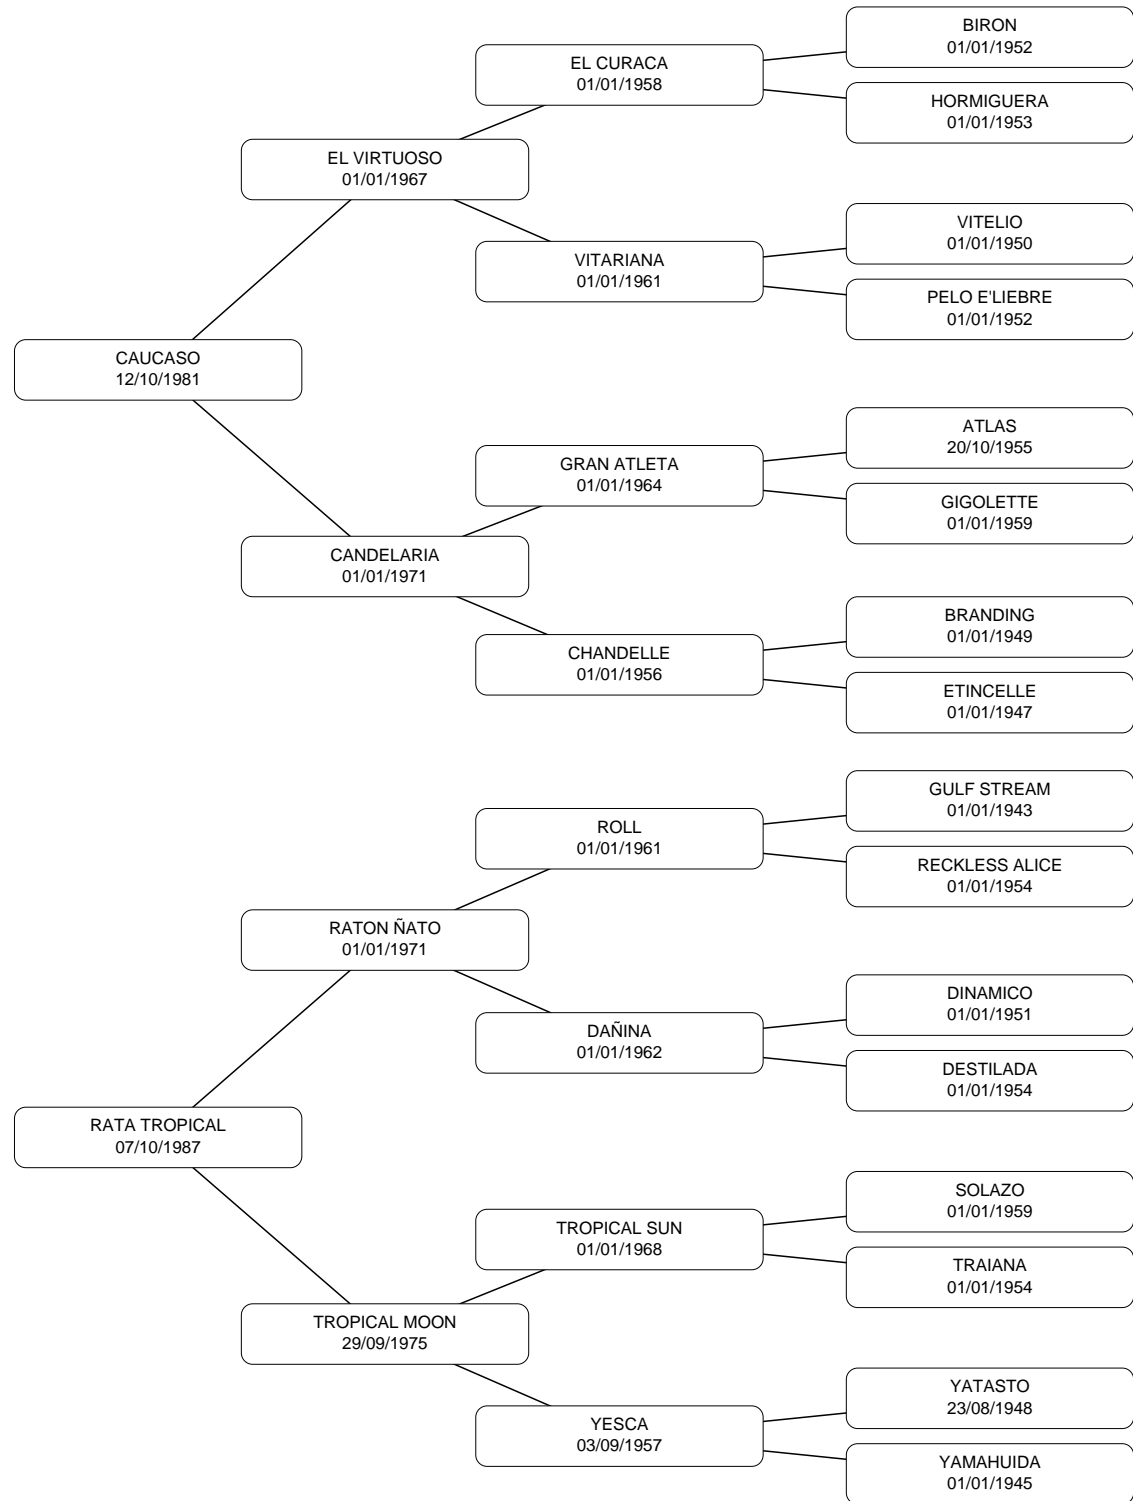 BIRON
01/01/1952
EL CURACA
01/01/1958
HORMIGUERA
01/01/1953
EL VIRTUOSO
01/01/1967
VITELIO
01/01/1950
VITARIANA
01/01/1961
PELO E'LIEBRE
01/01/1952
CAUCASO
12/10/1981
ATLAS
20/10/1955
GRAN ATLETA
01/01/1964
GIGOLETTE
01/01/1959
CANDELARIA
01/01/1971
BRANDING
01/01/1949
CHANDELLE
01/01/1956
ETINCELLE
01/01/1947
GULF STREAM
01/01/1943
ROLL
01/01/1961
RECKLESS ALICE
01/01/1954
RATON ÑATO
01/01/1971
DINAMICO
01/01/1951
DAÑINA
01/01/1962
DESTILADA
01/01/1954
RATA TROPICAL
07/10/1987
SOLAZO
01/01/1959
TROPICAL SUN
01/01/1968
TRAIANA
01/01/1954
TROPICAL MOON
29/09/1975
YATASTO
23/08/1948
YESCA
03/09/1957
YAMAHUIDA
01/01/1945